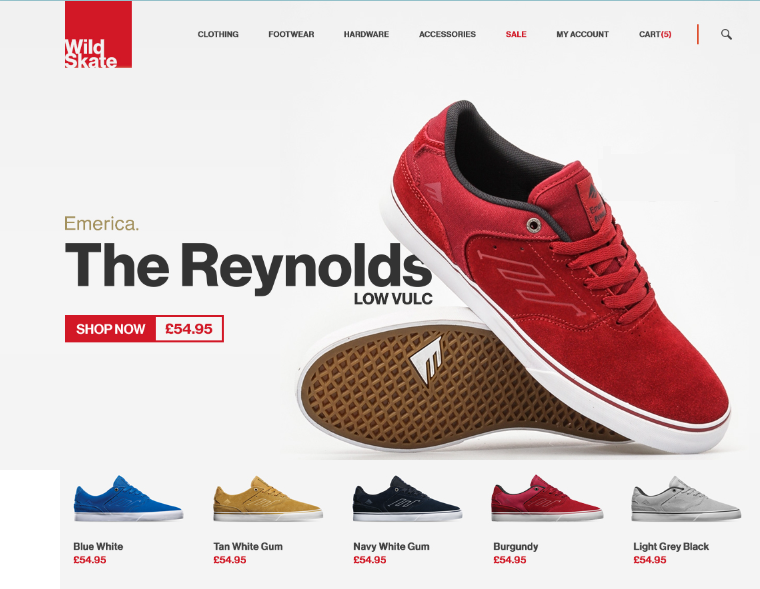 Wild
Skate
CLOTHING FOOTWEAR HARDWARE ACCESSORIES SALE MY ACCOUNT CART(5)
Emerica.
The Reynolds
LOW VULC
SHOP NOW £54.95
Blue White Tan White Gum Navy White Gum Burgundy Light Grey Black
£54.95 £54.95 £54.95 £54.95 £54.95